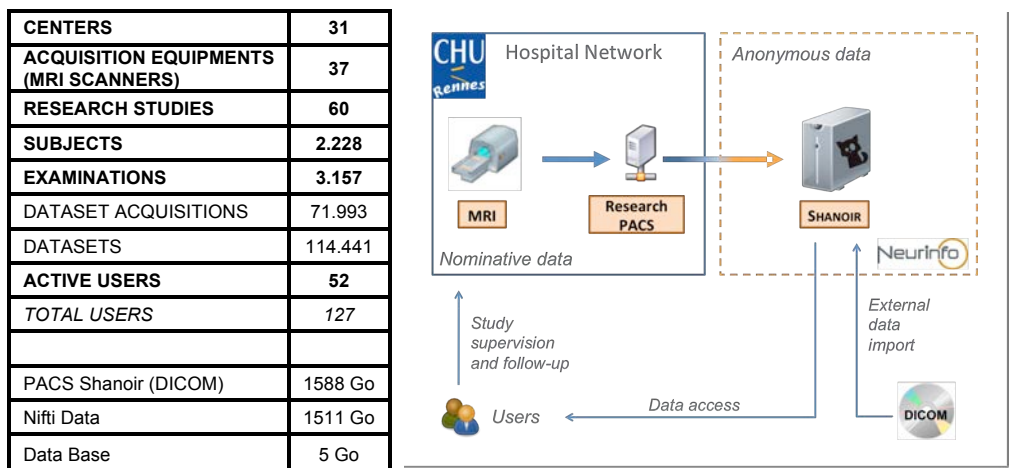 CENTERS 31
ACQUISITION EQUIPMENTS
(MRI SCANNERS) 37
RESEARCH STUDIES 60
SUBJECTS 2.228
EXAMINATIONS 3.157
DATASET ACQUISITIONS 71.993
DATASETS 114.441
ACTIVE USERS 52
TOTAL USERS 127
PACS Shanoir (DICOM) 1588 Go
Nifti Data 1511 Go
Data Base 5 Go
CHU
Rennes
Hospital Network
Anonymous data
MRI
Research
PACS
SHANOIR
Nominative data
Neurinfo
Study
supervision
and follow-up
External
data
import
Users
Data access
DICOM